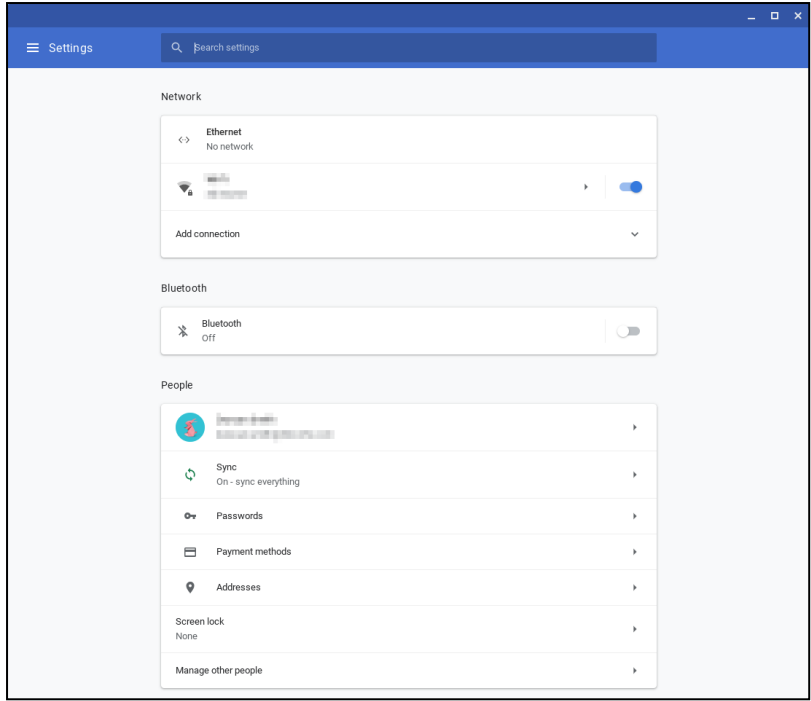 Settings
Search settings
Network
Ethernet
No network
Add connection
Bluetooth
Bluetooth
Off
People
Sync
On - sync everything
Passwords
Payment methods
Addresses
Screen lock
None
Manage other people